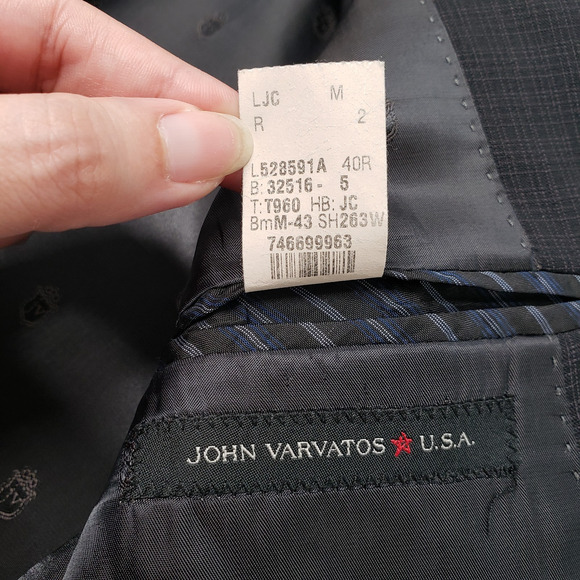 LJC M
R 2
L528591A 40R
B: 32516- 5
T: T960 HB: JC
BmM-43 SH263W
746699963
JOHN VARVATOS U.S.A.